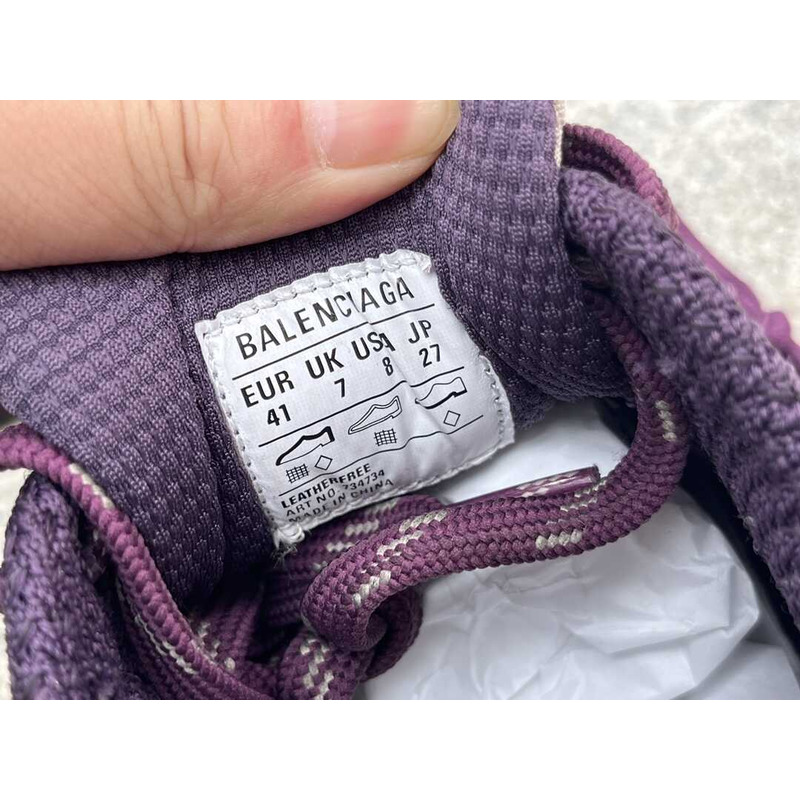 BALENCIAGA
EUR UK USA JP
41 7 8 27
LEATHERFREE
ART NO.734734
MADE IN CHINA